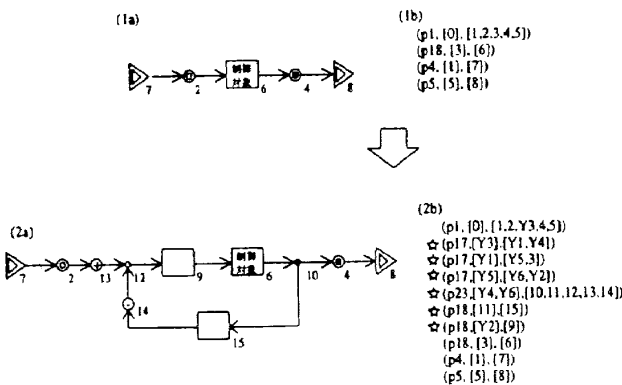 (1a)
(1b)
(p1, [0], [1,2,3,4,5])
(p18, [3], [6])
(p4, [1], [7])
(p5, [5], [8])
制御
対象
7
2
6
4
8
(2a)
(2b)
(p1, [0], [1,2,Y3,4,5])
☆(p17,[Y3],[Y1,Y4])
☆(p17,[Y1],[Y5,3])
☆(p17,[Y5],[Y6,Y2])
☆(p23,[Y4,Y6],[10,11,12,13,14])
☆(p18,[11],[15])
☆(p18,[Y2],[9])
(p18, [3], [6])
(p4, [1], [7])
(p5, [5], [8])
制御
対象
7
2
13
12
9
6
10
4
8
14
15